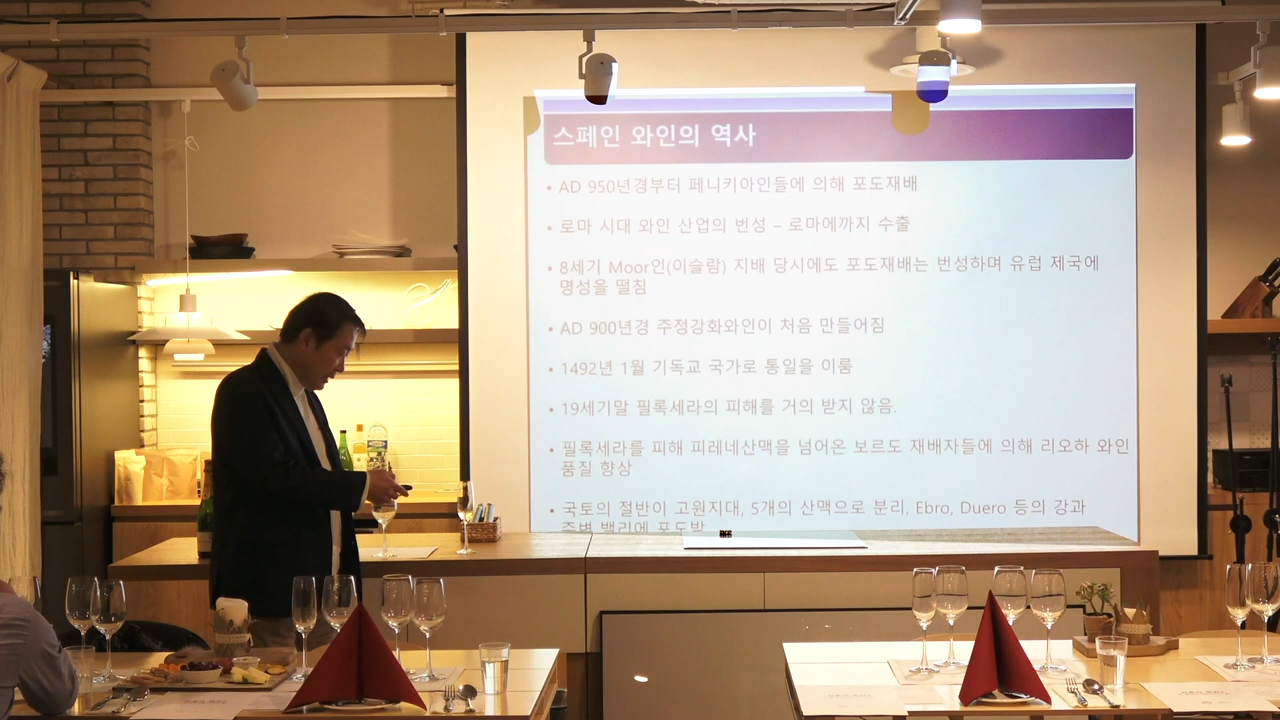 스페인 와인의 역사
• AD 950년경부터 페니키아인들에 의해 포도재배
• 로마 시대 와인 산업의 번성 – 로마에까지 수출
• 8세기 Moor인(이슬람) 지배 당시에도 포도재배는 번성하며 유럽 제국에
명성을 떨침
• AD 900년경 주정강화와인이 처음 만들어짐
• 1492년 1월 기독교 국가로 통일을 이룸
• 19세기말 필록세라의 피해를 거의 받지 않음.
• 필록세라를 피해 피레네산맥을 넘어온 보르도 재배자들에 의해 리오하 와인
품질 향상
• 국토의 절반이 고원지대, 5개의 산맥으로 분리, Ebro, Duero 등의 강과
주변 밸리에 포도밭